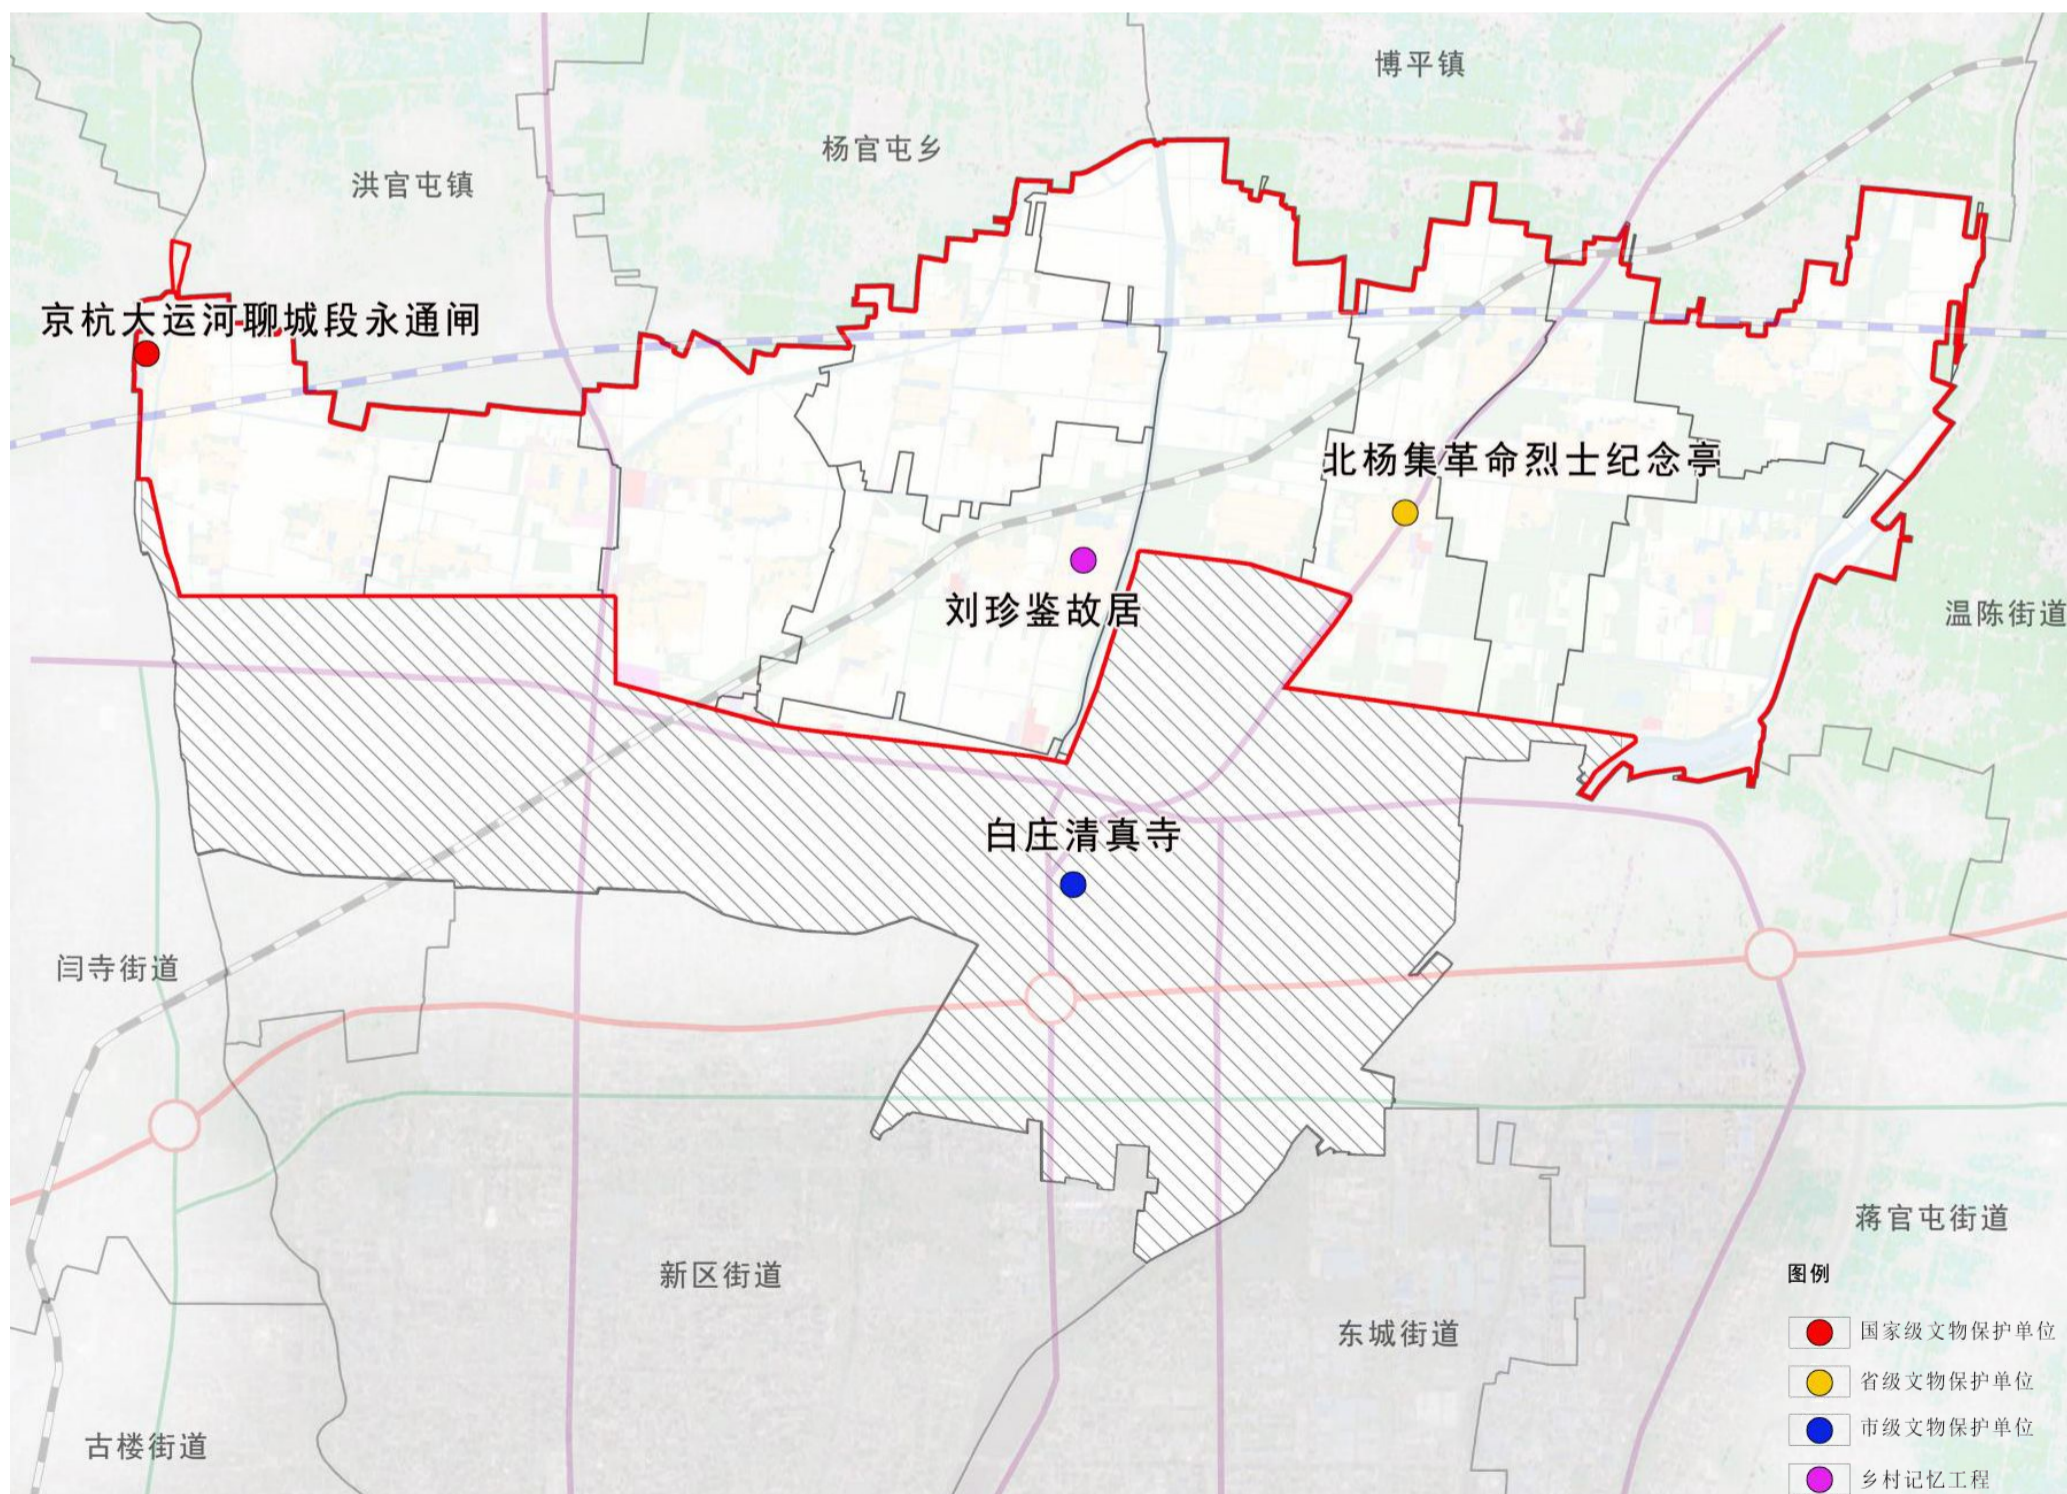 博平镇
杨官屯乡
洪官屯镇
京杭大运河聊城段永通闸
北杨集革命烈士纪念亭
刘珍鉴故居
温陈街道
白庄清真寺
闫寺街道
蒋官屯街道
新区街道
东城街道
古楼街道
图例
国家级文物保护单位
省级文物保护单位
市级文物保护单位
乡村记忆工程